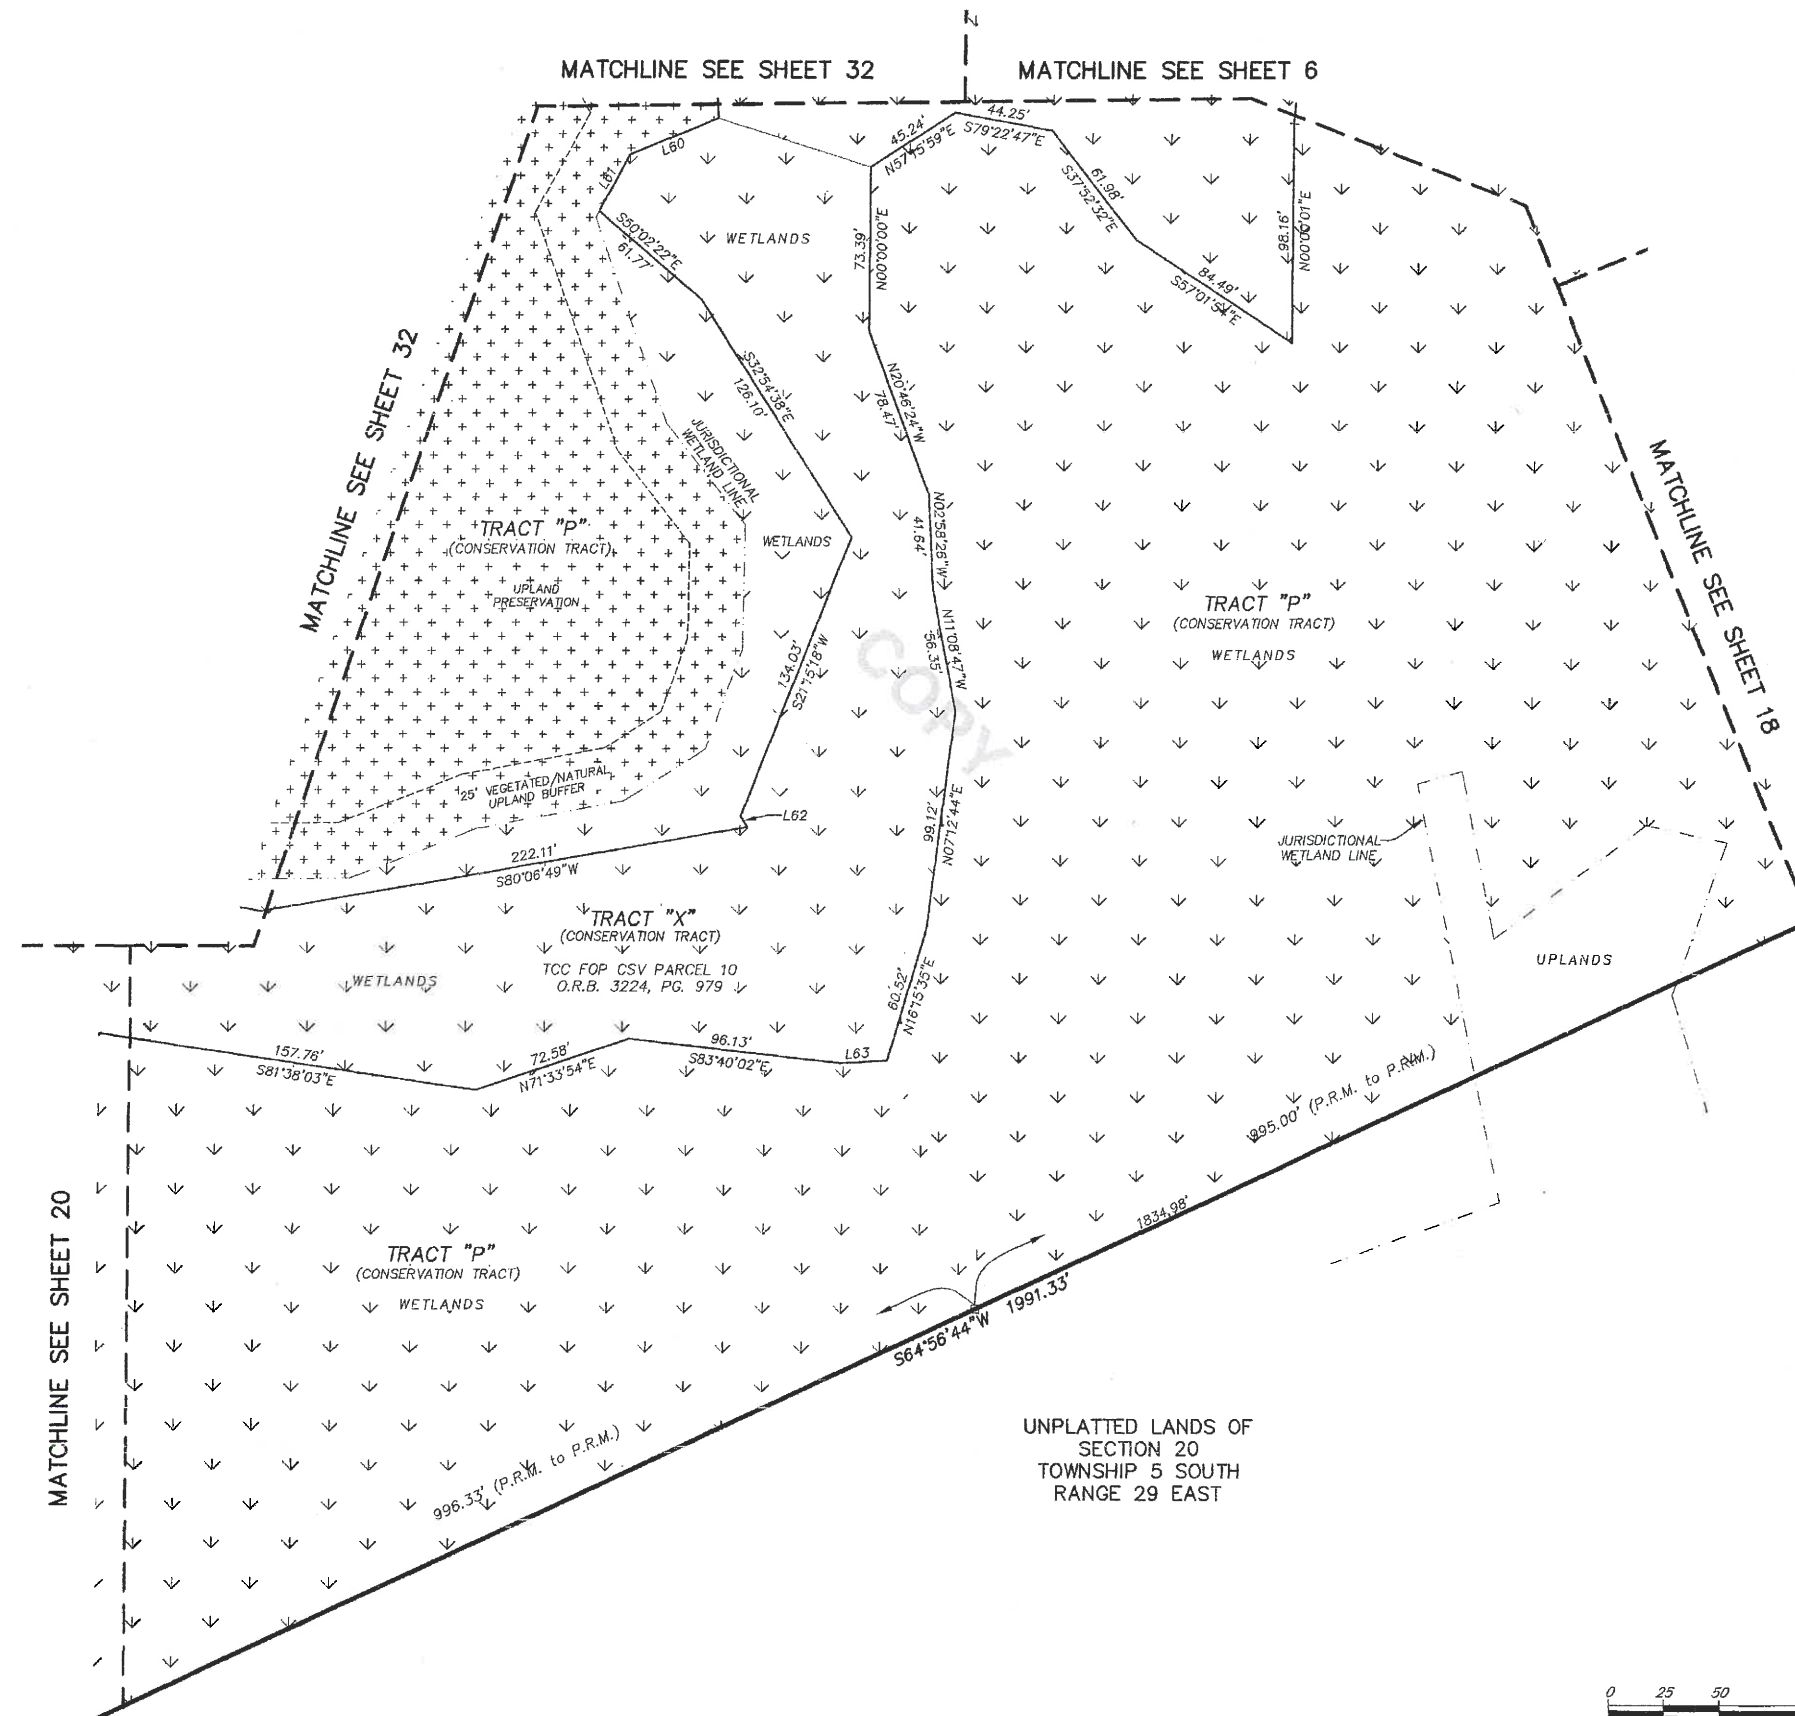 MATCHLINE SEE SHEET 32
MATCHLINE SEE SHEET 6
45.24'
N57°15'59"E
44.25'
S79°22'47"E
L60
L61
S37°52'32"E
61.98'
98.16'
N00°00'01"E
S50°02'22"E
61.77'
WETLANDS
73.39'
N00°00'00"E
84.49'
S57°01'54"E
MATCHLINE SEE SHEET 32
S32°54'38"E
126.10'
N20°46'24"W
78.47'
JURISDICTIONAL
WETLAND LINE
MATCHLINE SEE SHEET 18
TRACT "P"
(CONSERVATION TRACT)
UPLAND
PRESERVATION
WETLANDS
N02°58'26"W
41.64'
TRACT "P"
(CONSERVATION TRACT)
WETLANDS
134.03'
S21°15'18"W
N11°08'47"W
56.35'
COPY
25' VEGETATED/NATURAL
UPLAND BUFFER
L62
99.12'
N07°12'44"E
JURISDICTIONAL
WETLAND LINE
222.11'
S80°06'49"W
TRACT "X"
(CONSERVATION TRACT)
TCC FOP CSV PARCEL 10
O.R.B. 3224, PG. 979
WETLANDS
UPLANDS
60.52'
N16°15'35"E
157.76'
S81°38'03"E
72.58'
N71°33'54"E
96.13'
S83°40'02"E
L63
995.00' (P.R.M. to P.R.M.)
1834.98'
MATCHLINE SEE SHEET 20
TRACT "P"
(CONSERVATION TRACT)
WETLANDS
S64°56'44"W 1991.33'
996.33' (P.R.M. to P.R.M.)
UNPLATTED LANDS OF
SECTION 20
TOWNSHIP 5 SOUTH
RANGE 29 EAST
0 25 50